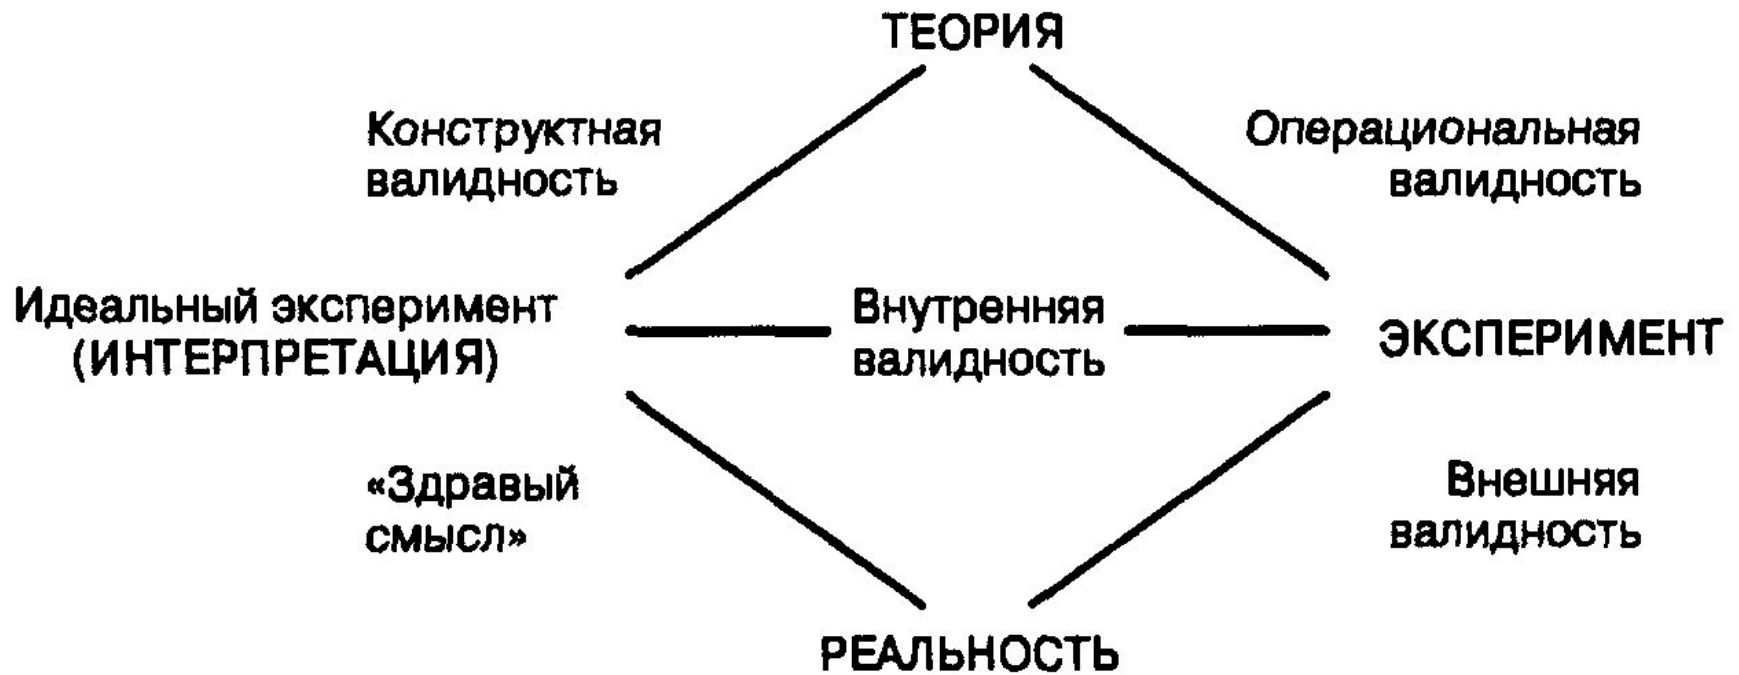 ТЕОРИЯ
Конструктная
валидность
Операциональная
валидность
Идеальный эксперимент
(ИНТЕРПРЕТАЦИЯ)
Внутренняя
валидность
ЭКСПЕРИМЕНТ
«Здравый
смысл»
Внешняя
валидность
РЕАЛЬНОСТЬ